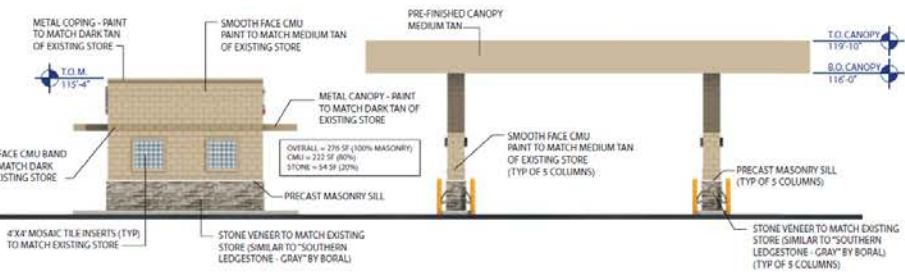 METAL COPING - PAINT
TO MATCH DARK TAN
OF EXISTING STORE
SMOOTH FACE CMU
PAINT TO MATCH MEDIUM TAN
OF EXISTING STORE
PRE-FINISHED CANOPY
MEDIUM TAN
T.O. CANOPY
119'-10"
B.O. CANOPY
116'-0"
T.O.M.
115'-4"
METAL CANOPY - PAINT
TO MATCH DARK TAN OF
EXISTING STORE
OVERALL = 276 SF (100% MASONRY)
CMU = 222 SF (80%)
STONE = 54 SF (20%)
SMOOTH FACE CMU
PAINT TO MATCH MEDIUM TAN
OF EXISTING STORE
(TYP OF 5 COLUMNS)
FACE CMU BAND
MATCH DARK
ISTING STORE
PRECAST MASONRY SILL
PRECAST MASONRY SILL
(TYP OF 5 COLUMNS)
4"X4" MOSAIC TILE INSERTS (TYP)
TO MATCH EXISTING STORE
STONE VENEER TO MATCH EXISTING
STORE (SIMILAR TO "SOUTHERN
LEDGESTONE - GRAY" BY BORAL)
STONE VENEER TO MATCH EXISTING
STORE (SIMILAR TO "SOUTHERN
LEDGESTONE - GRAY" BY BORAL)
(TYP OF 5 COLUMNS)